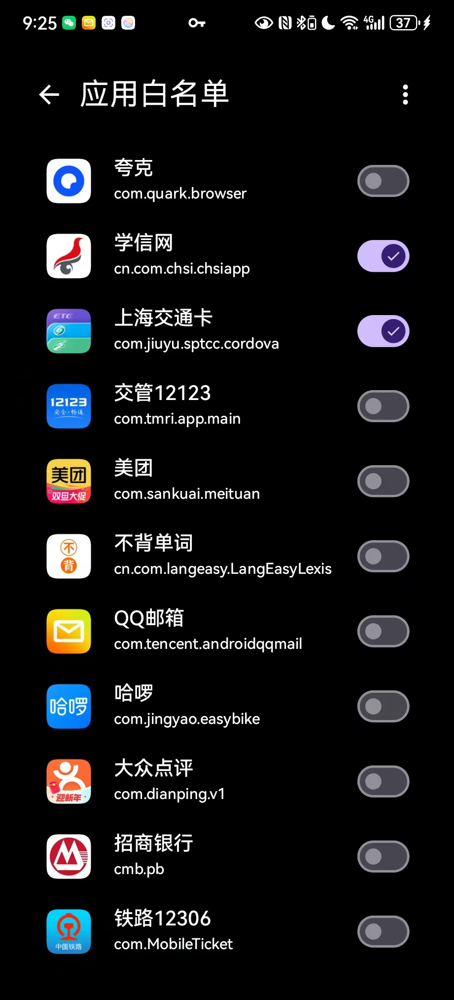 9:25
4G
37
应用白名单
夸克
com.quark.browser
学信网
cn.com.chsi.chsiapp
ETC
上海交通卡
com.jiuyu.sptcc.cordova
12123
安全·畅通
交管12123
com.tmri.app.main
美团
双旦大促
美团
com.sankuai.meituan
不
背
不背单词
cn.com.langeasy.LangEasyLexis
QQ邮箱
com.tencent.androidqqmail
哈啰
哈啰
com.jingyao.easybike
迎新年
大众点评
com.dianping.v1
招商银行
cmb.pb
中国铁路
铁路12306
com.MobileTicket